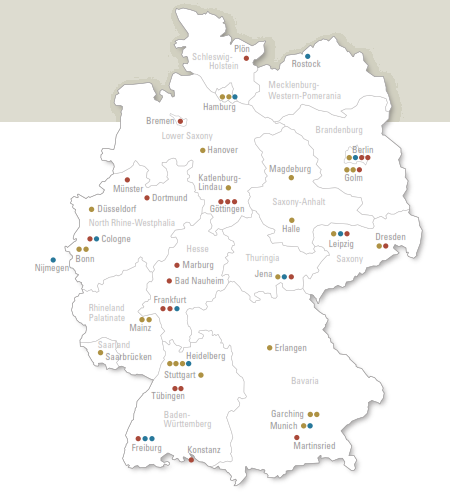 Plön
Schleswig-
Holstein
Rostock
Mecklenburg-
Western-Pomerania
Hamburg
Bremen
Lower Saxony
Brandenburg
Hanover
Berlin
Magdeburg
Golm
Katlenburg-
Lindau
Münster
Dortmund
Göttingen
Saxony-Anhalt
Düsseldorf
North Rhine-Westphalia
Halle
Cologne
Leipzig
Dresden
Bonn
Hesse
Thuringia
Saxony
Nijmegen
Marburg
Jena
Bad Nauheim
Frankfurt
Rhineland
Palatinate
Mainz
Saarland
Saarbrücken
Heidelberg
Erlangen
Stuttgart
Bavaria
Tübingen
Baden-
Württemberg
Garching
Munich
Freiburg
Konstanz
Martinsried